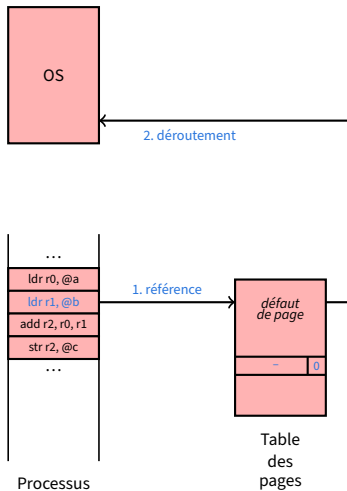 OS
2. déroutement
...
ldr r0, @a
ldr r1, @b
add r2, r0, r1
str r2, @c
...
Processus
1. référence
défaut
de page
– 0
Table
des
pages